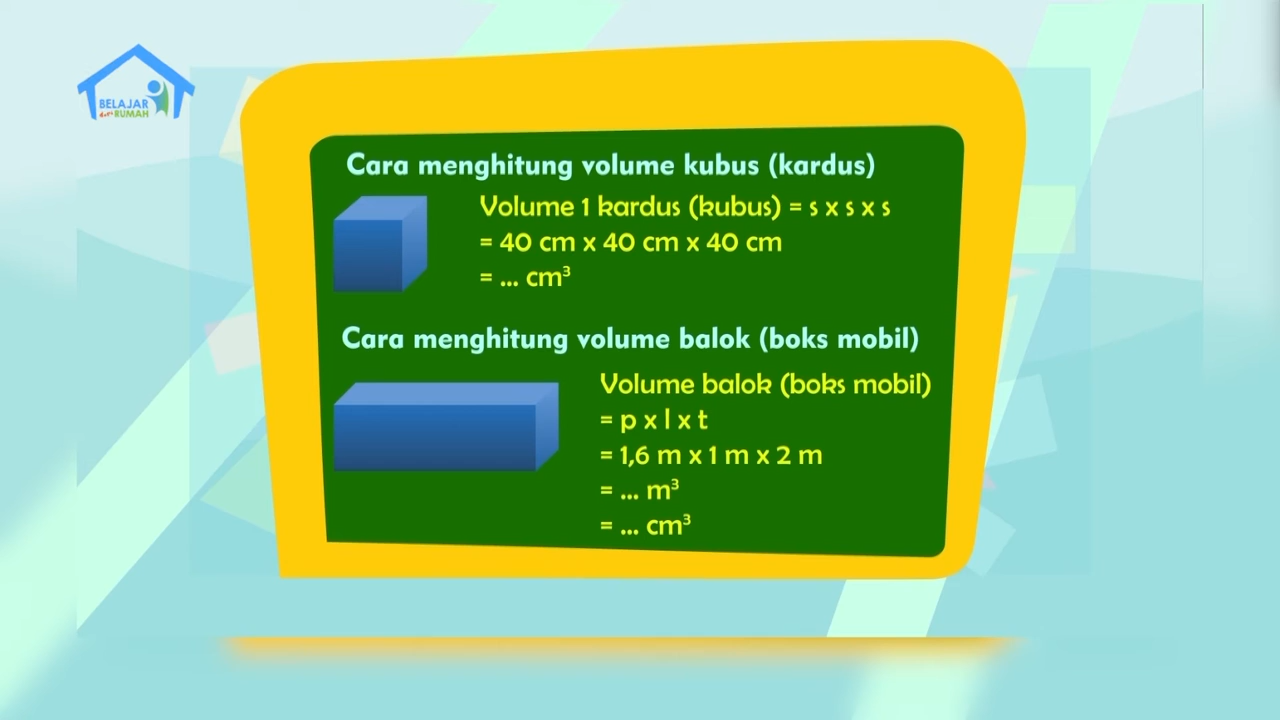 BELAJAR
dari RUMAH
Cara menghitung volume kubus (kardus)
Volume 1 kardus (kubus) = s x s x s
= 40 cm x 40 cm x 40 cm
= ... cm³
Cara menghitung volume balok (boks mobil)
Volume balok (boks mobil)
= p x l x t
= 1,6 m x 1 m x 2 m
= ... m³
= ... cm³